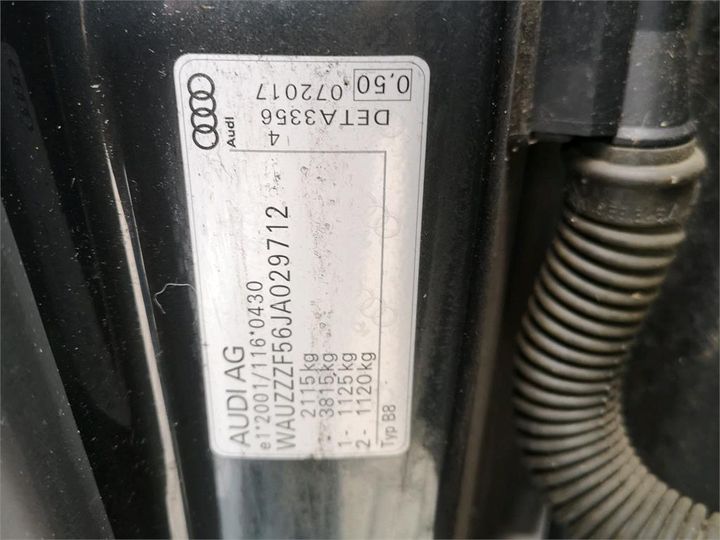 AUDI AG
e1*2001/116*0430
WAUZZZF56JA029712
2115 kg
3815 kg
1 - 1125 kg
2 - 1120 kg
Typ B8
4
DETA3356
072017 0,50
Audi